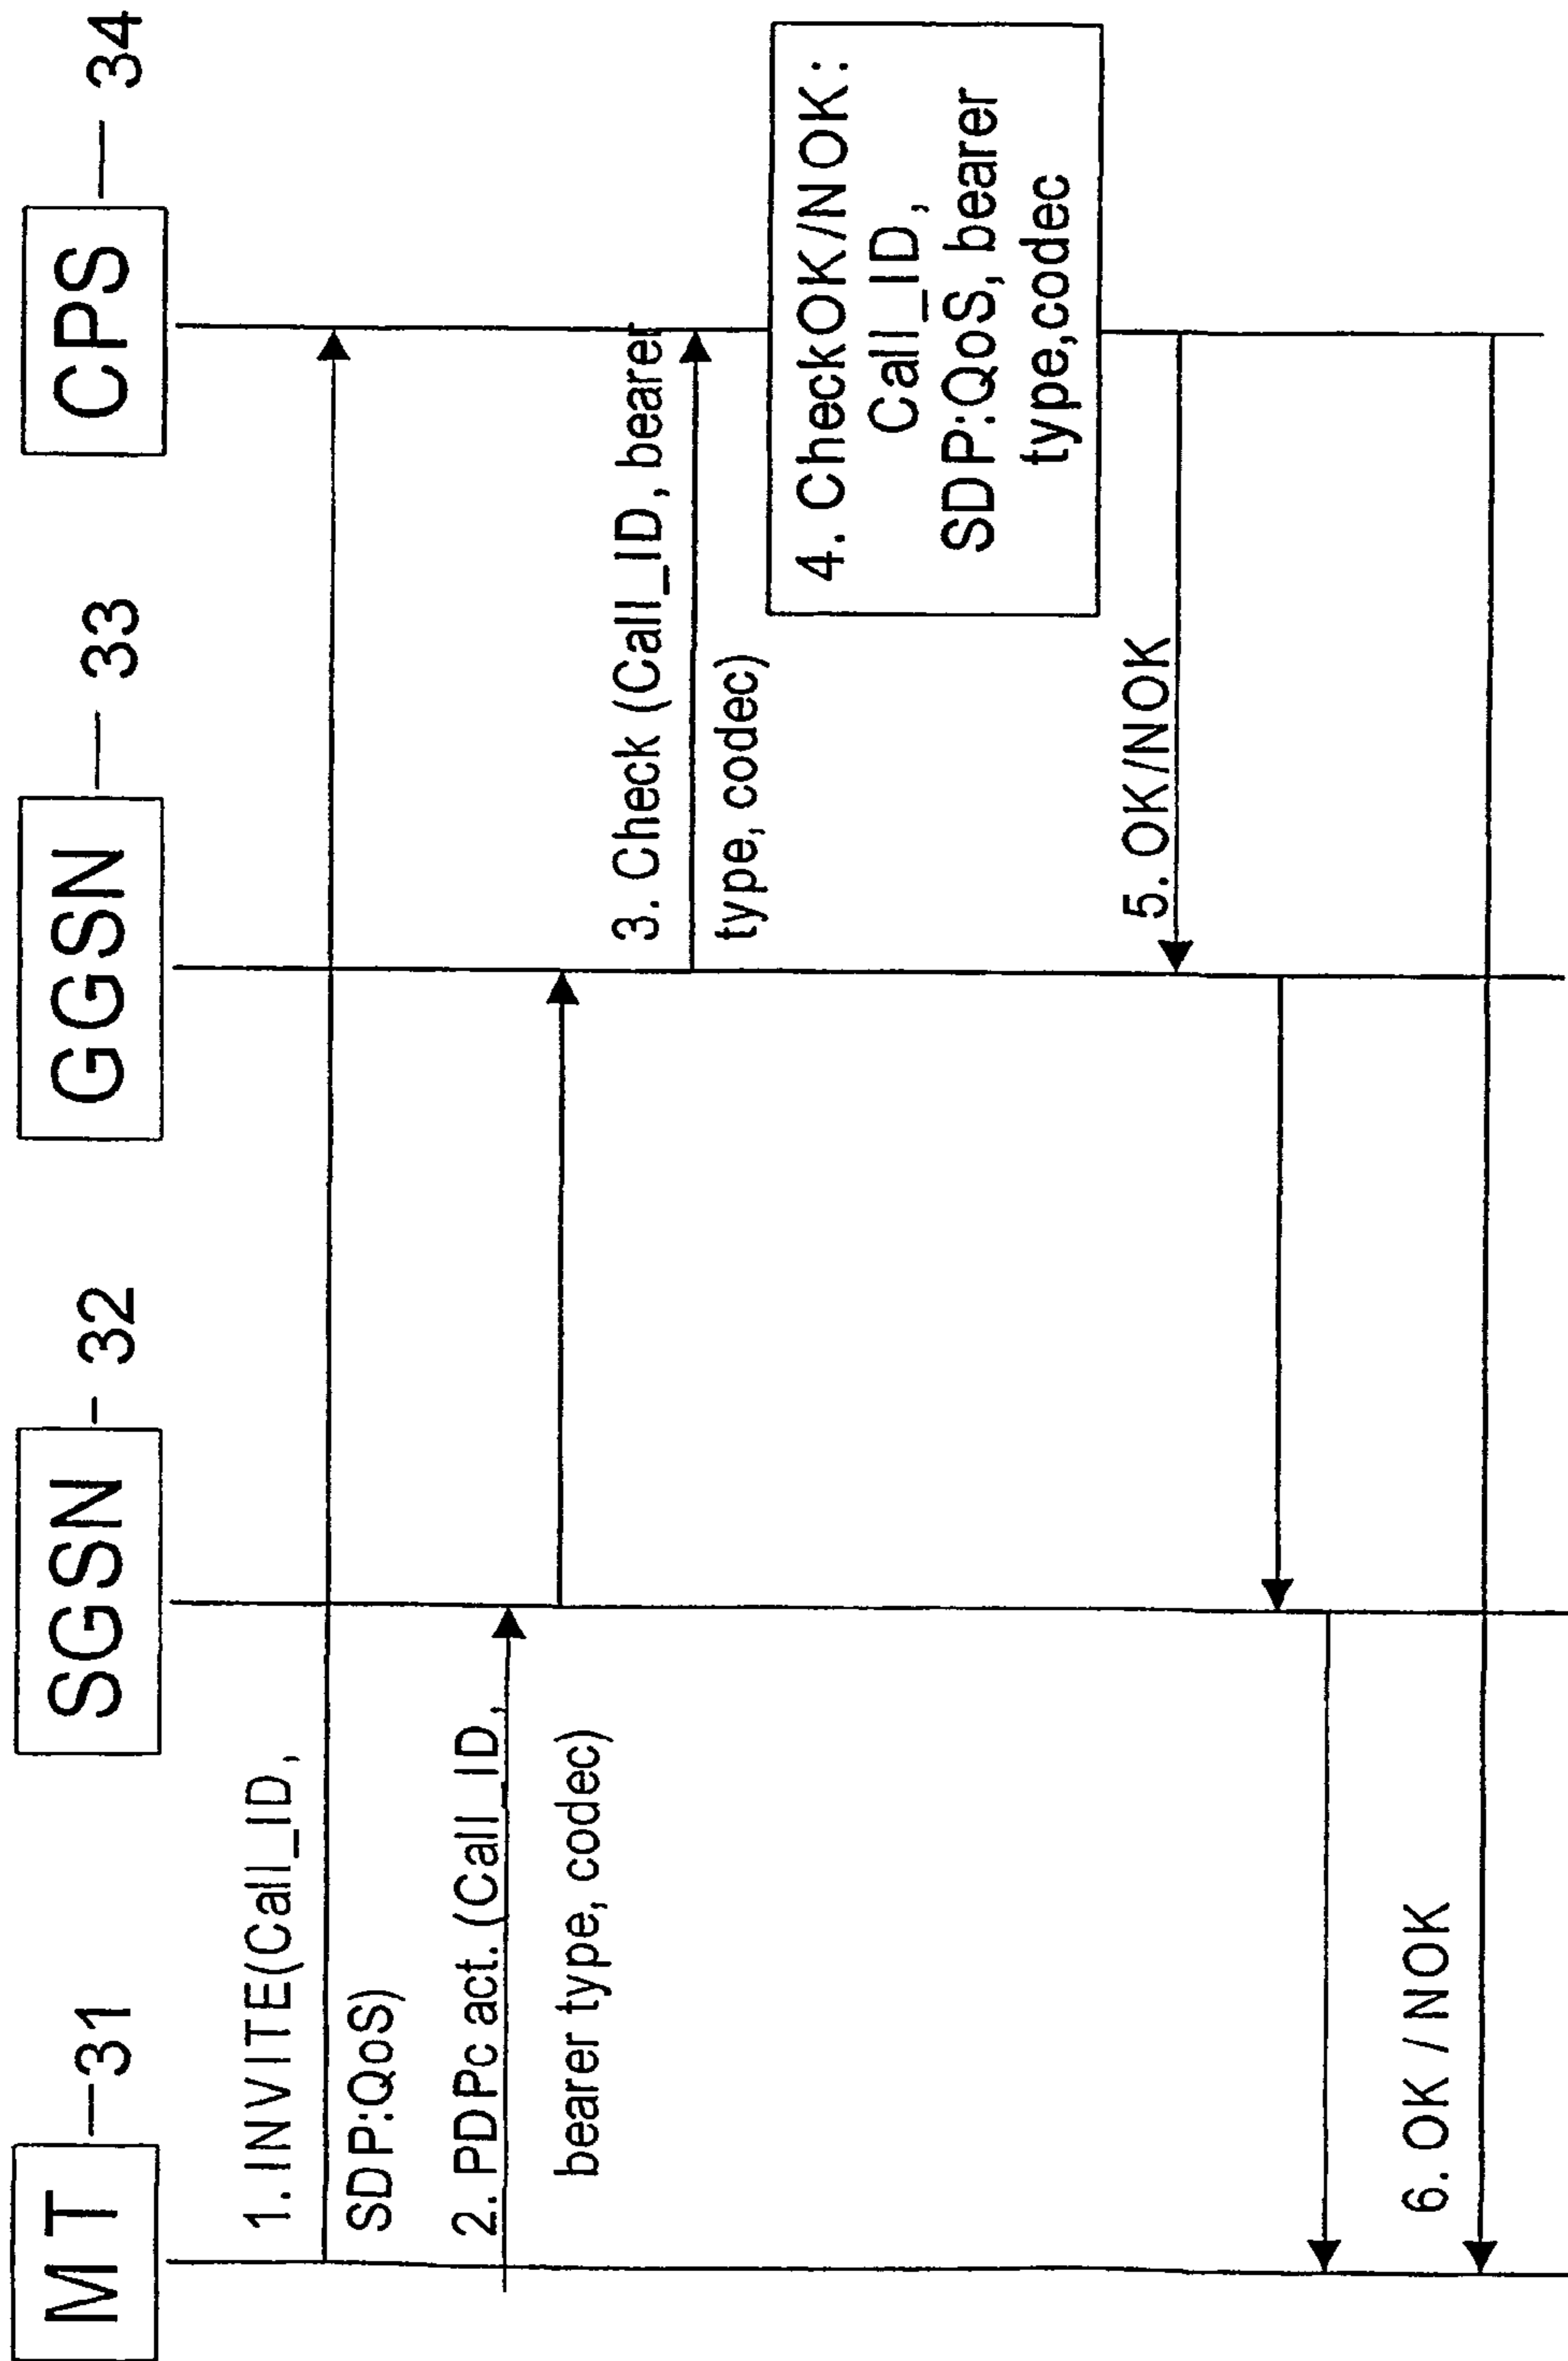 MT
31
SGSN
32
GGSN
33
CPS
34
1. INVITE(Call_ID,
SDP:QoS)
2. PDPc act. (Call_ID,
bearer type, codec)
3. Check (Call_ID, bearer
type, codec)
4. CheckOK/NOK:
Call_ID,
SDP:QoS, bearer
type,codec
5. OK/NOK
6. OK / NOK